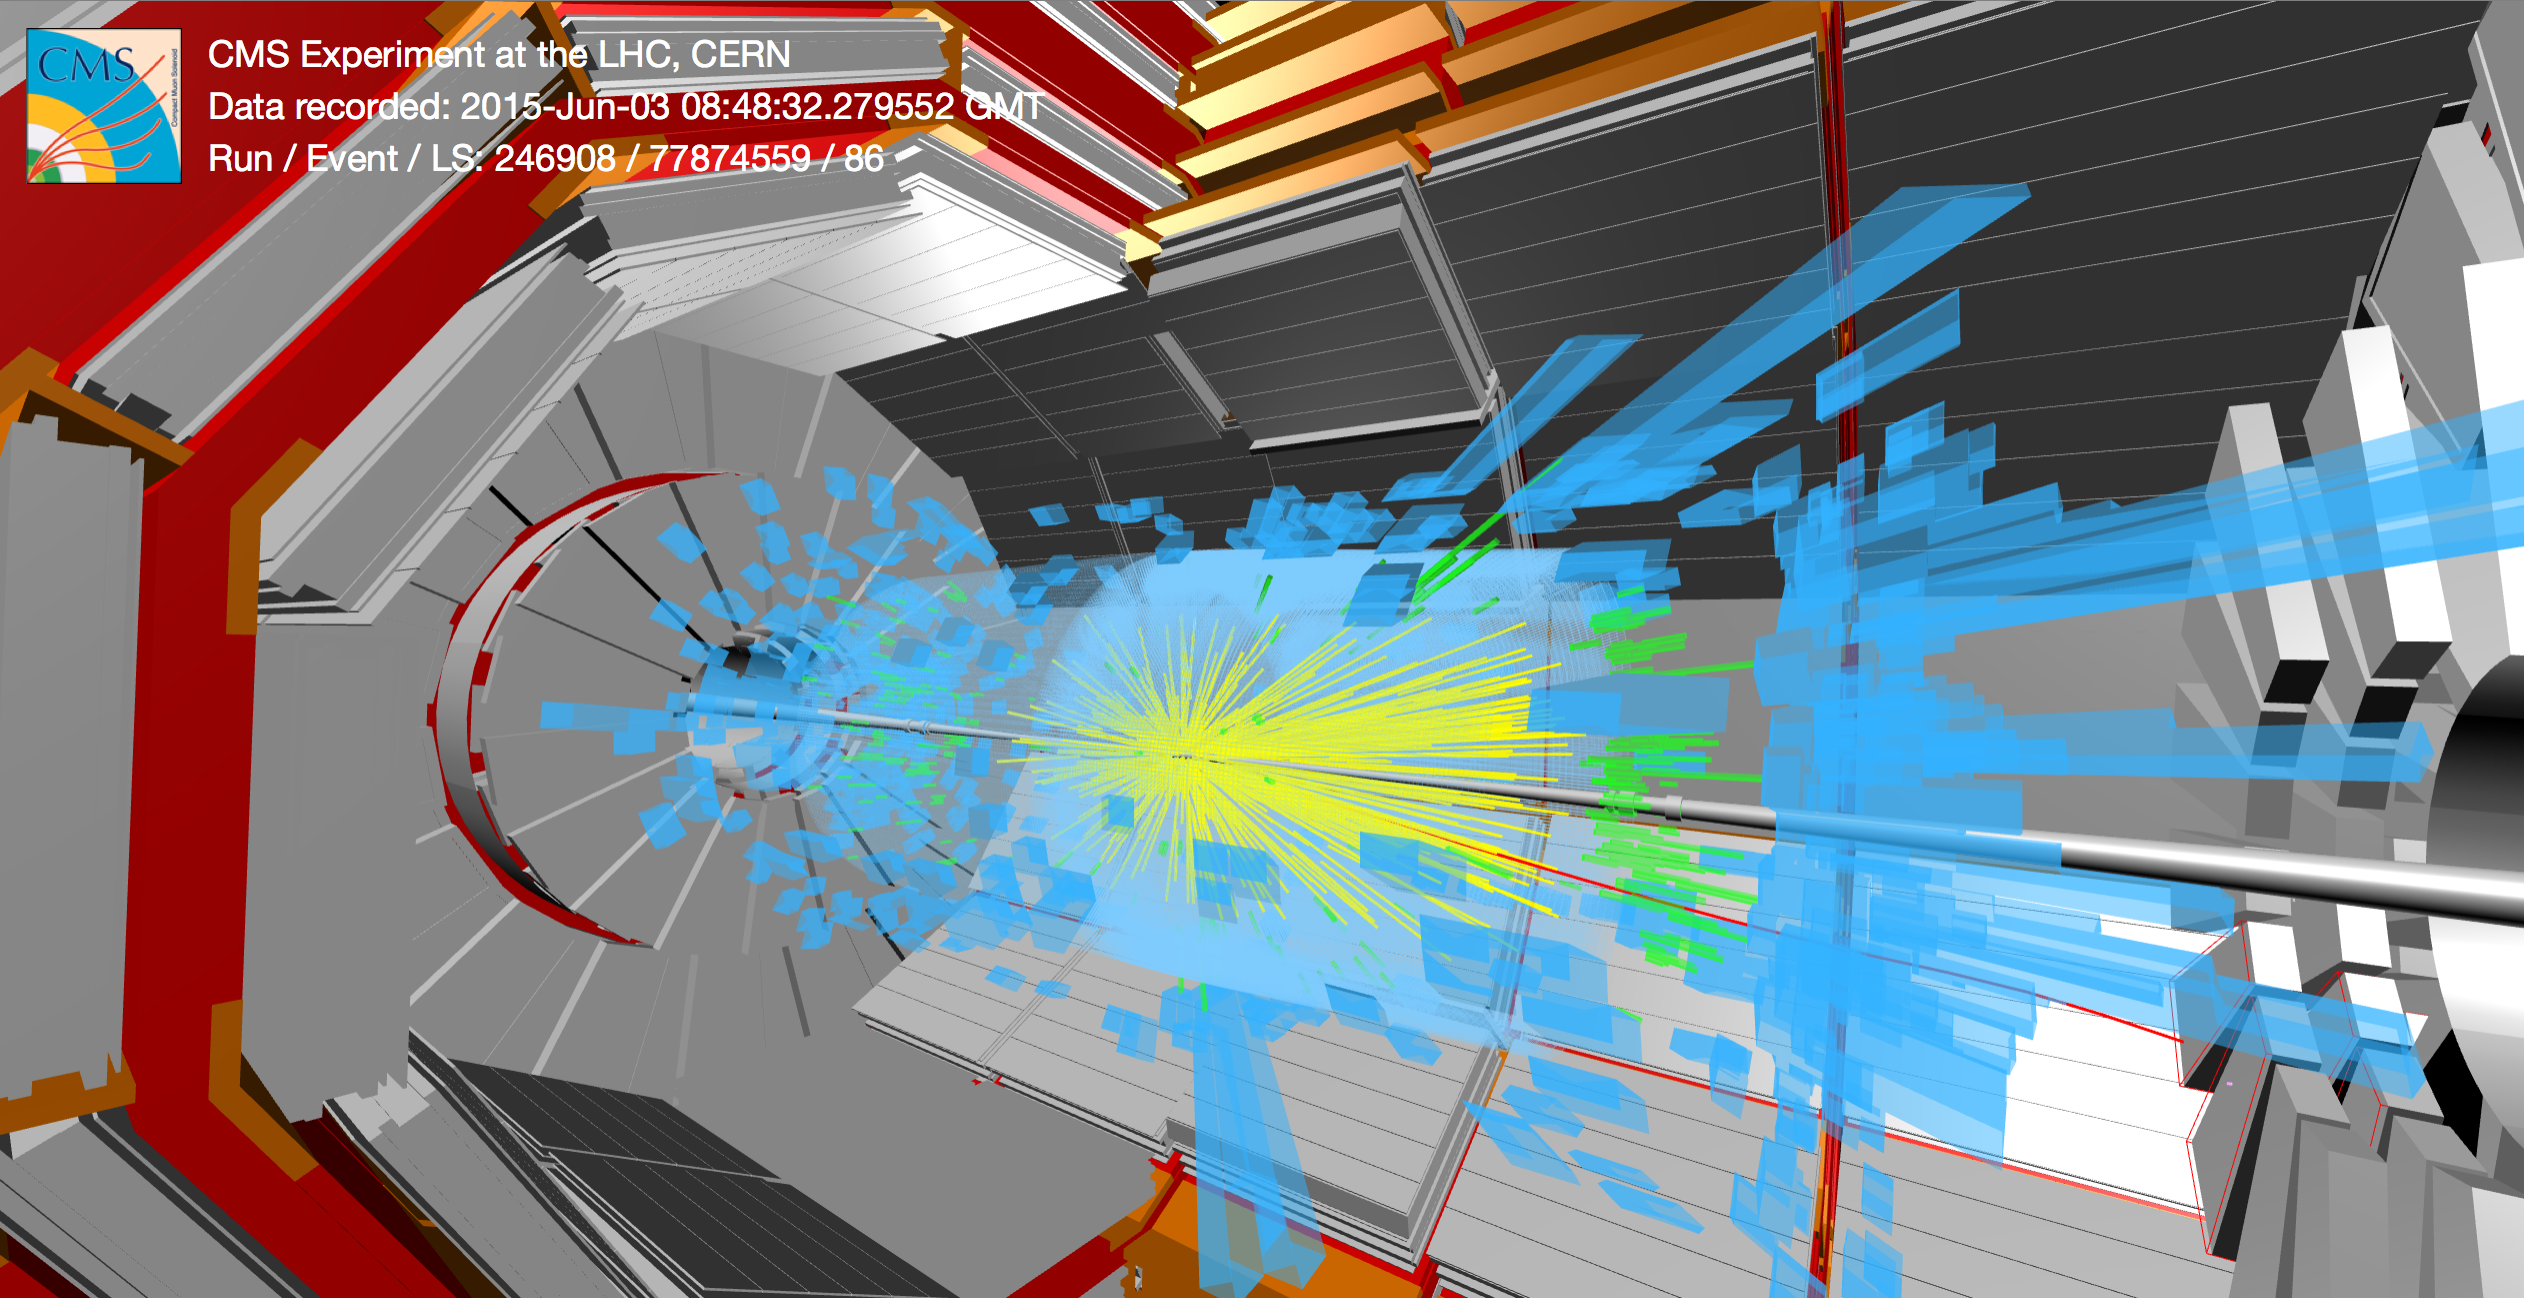 CMS
Compact Muon Solenoid
CMS Experiment at the LHC, CERN
Data recorded: 2015-Jun-03 08:48:32.279552 GMT
Run / Event / LS: 246908 / 77874559 / 86